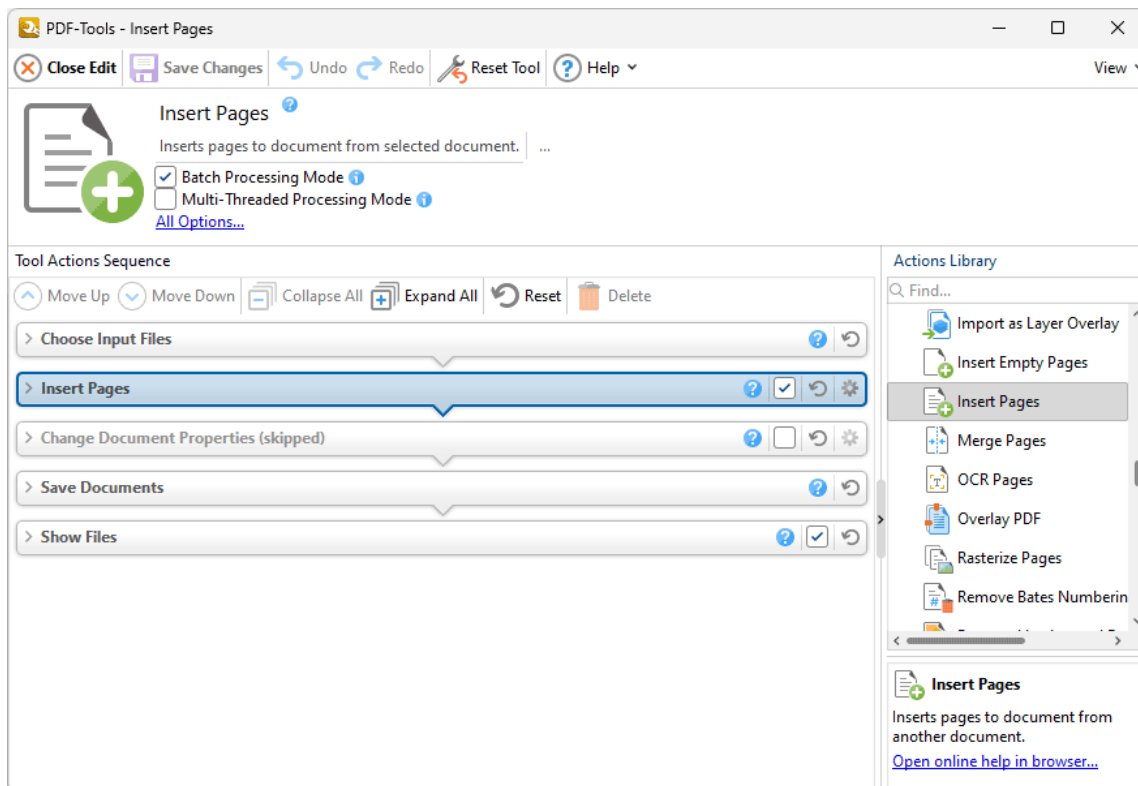 PDF-Tools - Insert Pages
Close Edit Save Changes Undo Redo Reset Tool ? Help View
Insert Pages ?
Inserts pages to document from selected document. ...
Batch Processing Mode i
Multi-Threaded Processing Mode i
All Options...
Tool Actions Sequence
Move Up Move Down Collapse All Expand All Reset Delete
Choose Input Files ?
Insert Pages ?
Change Document Properties (skipped) ?
Save Documents ?
Show Files ?
Actions Library
Find...
Import as Layer Overlay
Insert Empty Pages
Insert Pages
Merge Pages
OCR Pages
Overlay PDF
Rasterize Pages
Remove Bates Numberin
Insert Pages
Inserts pages to document from
another document.
Open online help in browser...